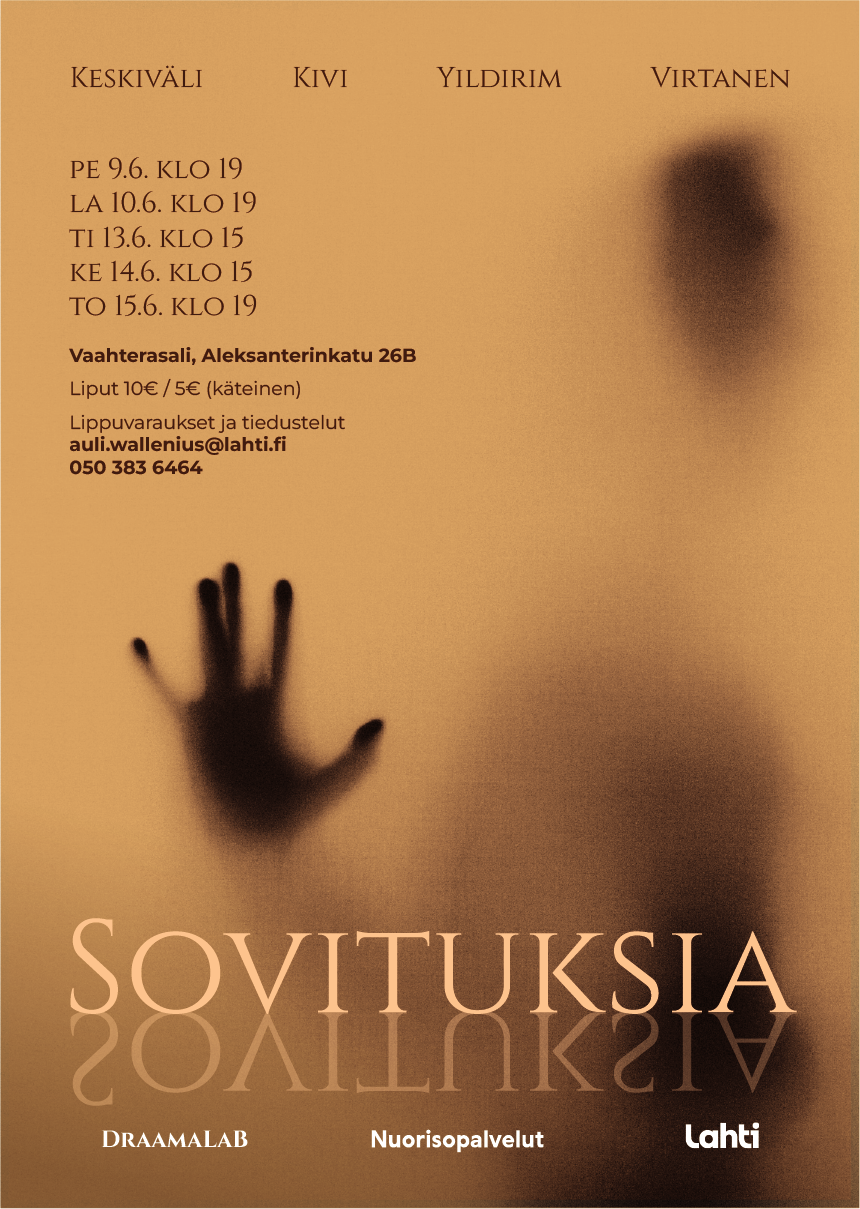 Keskiväli Kivi Yildirim Virtanen
PE 9.6. KLO 19
LA 10.6. KLO 19
TI 13.6. KLO 15
KE 14.6. KLO 15
TO 15.6. KLO 19
Vaahterasali, Aleksanterinkatu 26B
Liput 10€ / 5€ (käteinen)
Lippuvaraukset ja tiedustelut
auli.wallenius@lahti.fi
050 383 6464
Sovituksia
DraamaLaB Nuorisopalvelut Lahti